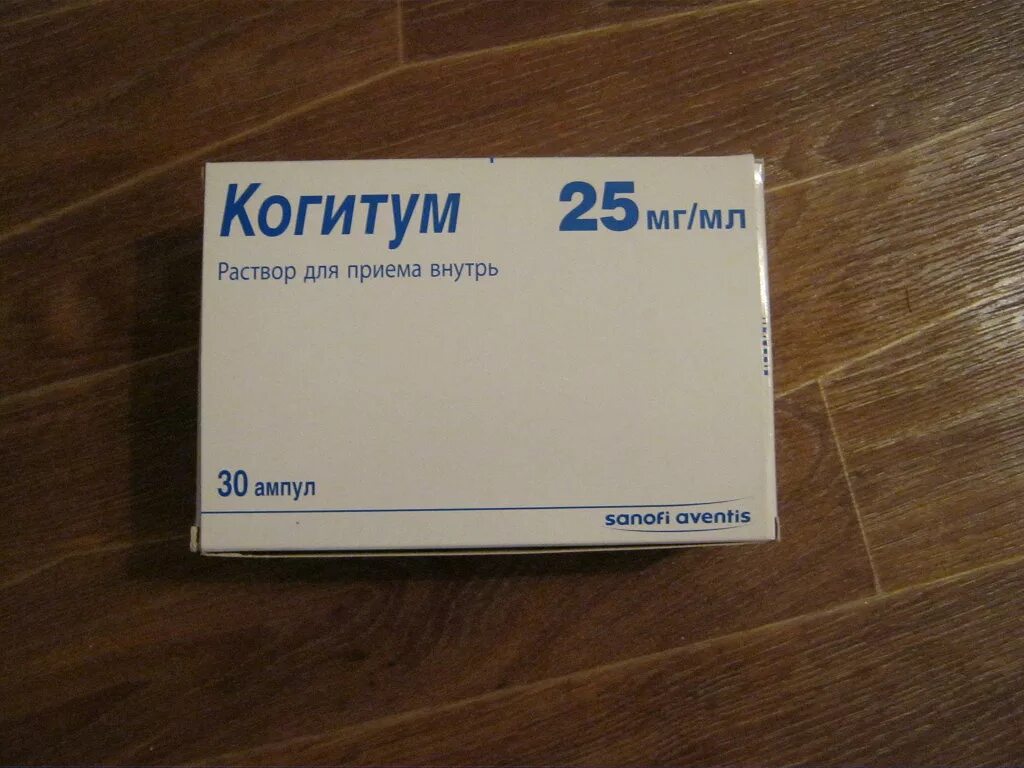 Когитум 25 мг/мл
Раствор для приема внутрь
30 ампул
sanofi aventis